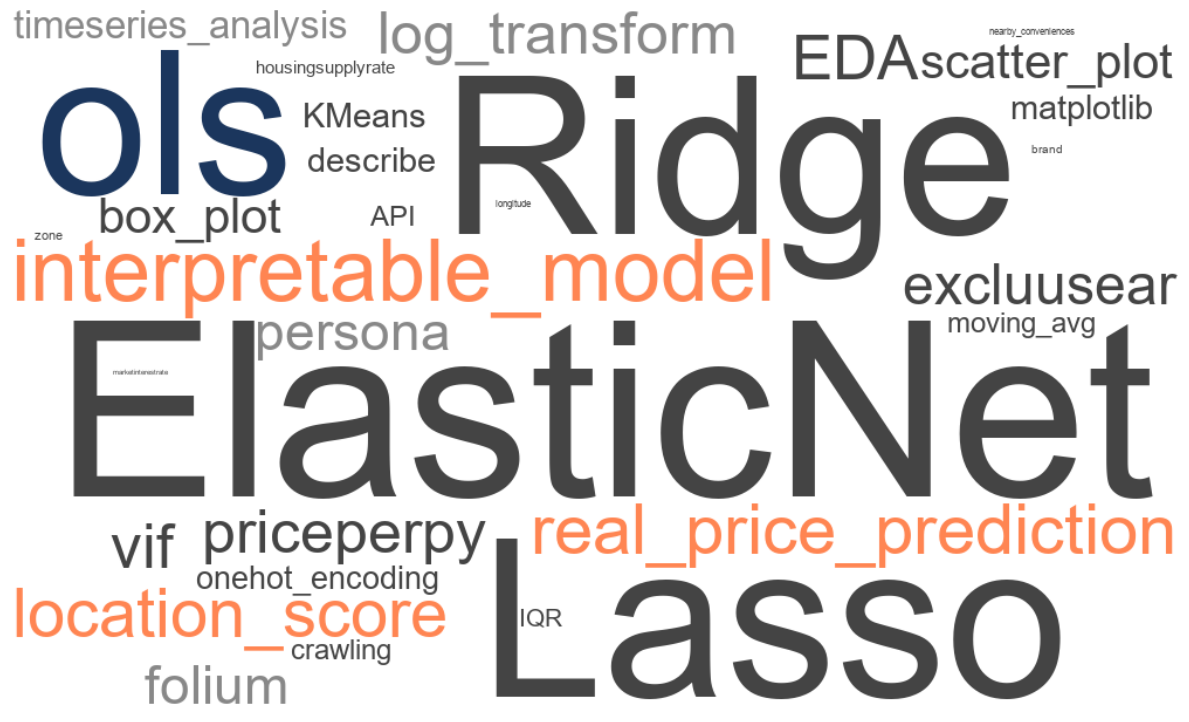 timeseries_analysis
log_transform
nearby_conveniences
EDA
scatter_plot
housingsupplyrate
ols
KMeans
Ridge
matplotlib
describe
brand
box_plot
API
longitude
zone
interpretable_model
excluusear
persona
moving_avg
marketinterestrate
ElasticNet
vif
priceperpy
real_price_prediction
onehot_encoding
location_score
IQR
Lasso
crawling
folium